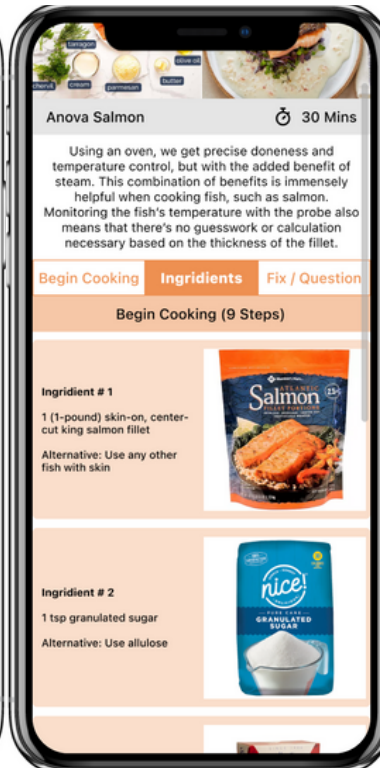 tarragon
olive oil
butter
chervil
cream
parmesan
Anova Salmon
30 Mins
Using an oven, we get precise doneness and
temperature control, but with the added benefit of
steam. This combination of benefits is immensely
helpful when cooking fish, such as salmon.
Monitoring the fish's temperature with the probe also
means that there's no guesswork or calculation
necessary based on the thickness of the fillet.
Begin Cooking
Ingridients
Fix / Question
Begin Cooking (9 Steps)
Ingridient # 1
1 (1-pound) skin-on, center-
cut king salmon fillet
Alternative: Use any other
fish with skin
ATLANTIC
Salmon
FILLET PORTIONS
Ingridient # 2
1 tsp granulated sugar
Alternative: Use allulose
nice!
PURE CANE
GRANULATED
SUGAR